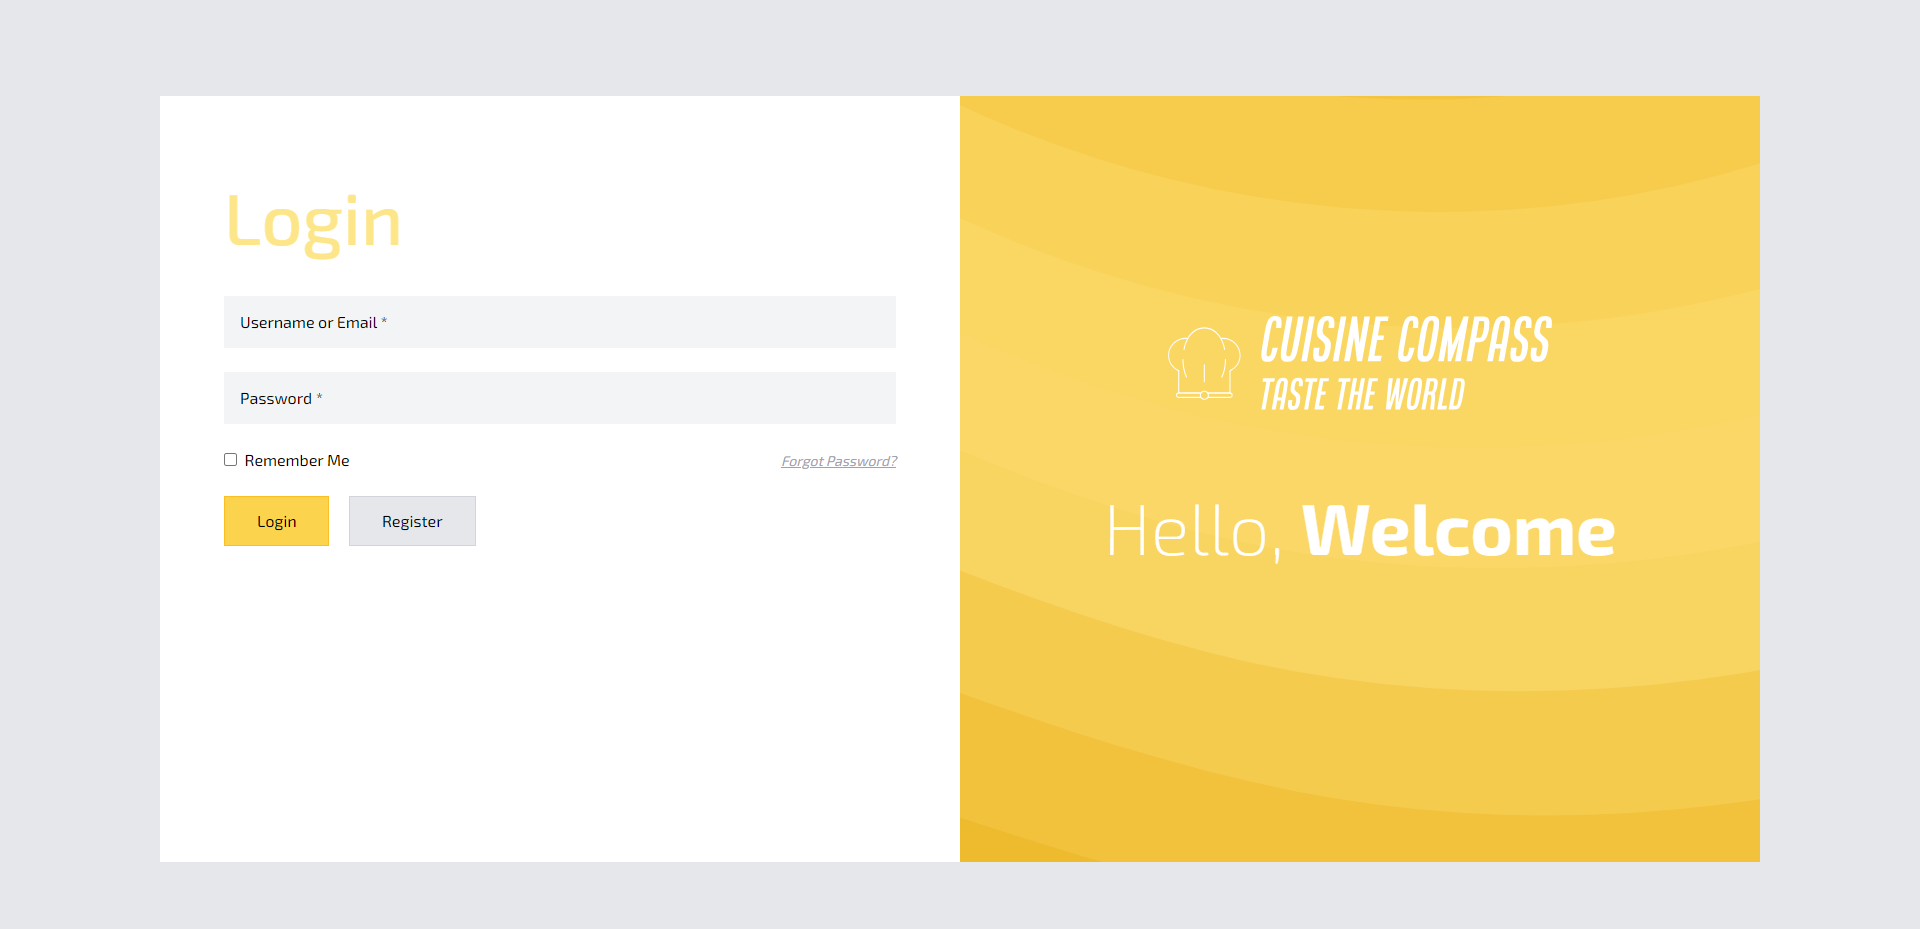 Login
Username or Email *
Password *
Remember Me
Forgot Password?
Login
Register
CUISINE COMPASS
TASTE THE WORLD
Hello, Welcome